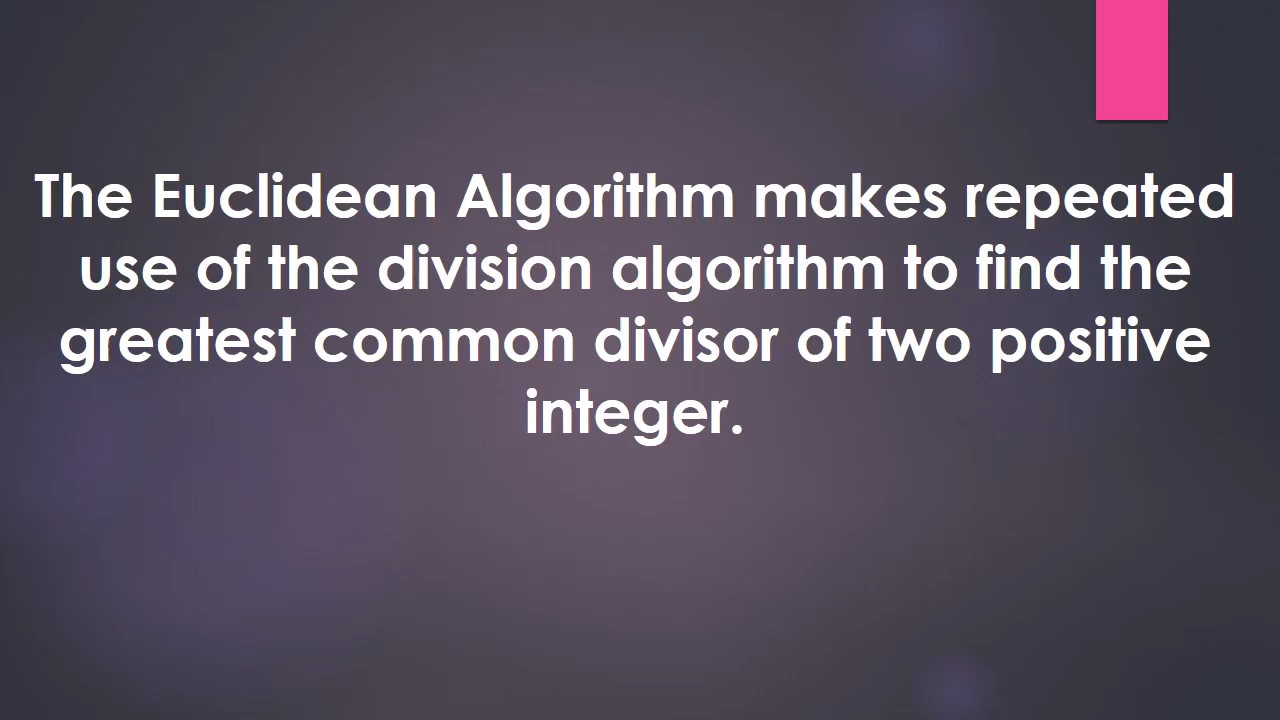 The Euclidean Algorithm makes repeated
use of the division algorithm to find the
greatest common divisor of two positive
integer.